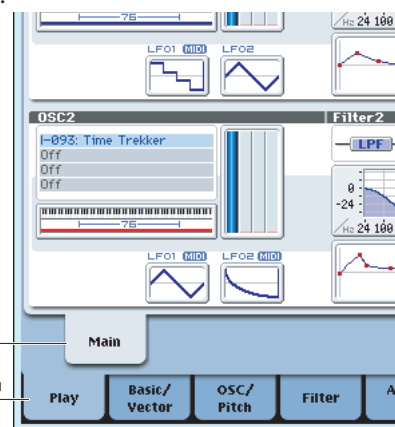 76
Hz 24 100
LFO1 MIDI LFO2
OSC2 Filter2
I-093: Time Trekker
Off
Off
Off
LPF
0
-24
Hz 24 100
76
LFO1 MIDI LFO2 MIDI
Main
Play
Basic/
Vector
OSC/
Pitch
Filter
A